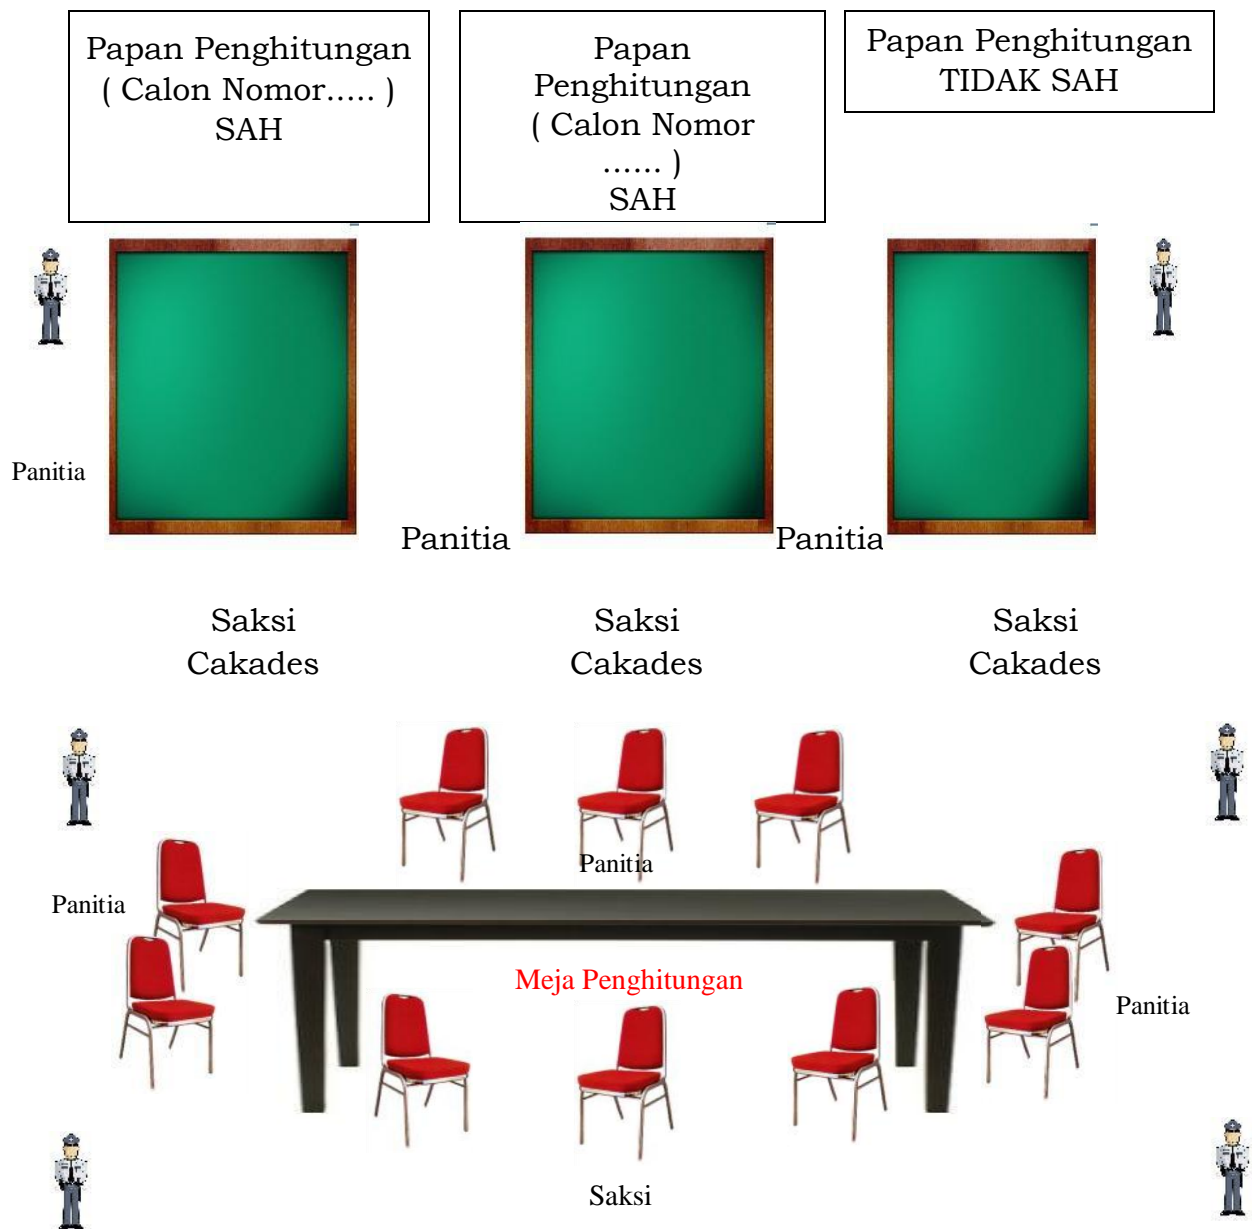 Papan Penghitungan
( Calon Nomor..... )
SAH
Papan
Penghitungan
( Calon Nomor
...... )
SAH
Papan Penghitungan
TIDAK SAH
Panitia
Panitia
Panitia
Saksi
Cakades
Saksi
Cakades
Saksi
Cakades
Panitia
Panitia
Meja Penghitungan
Panitia
Saksi